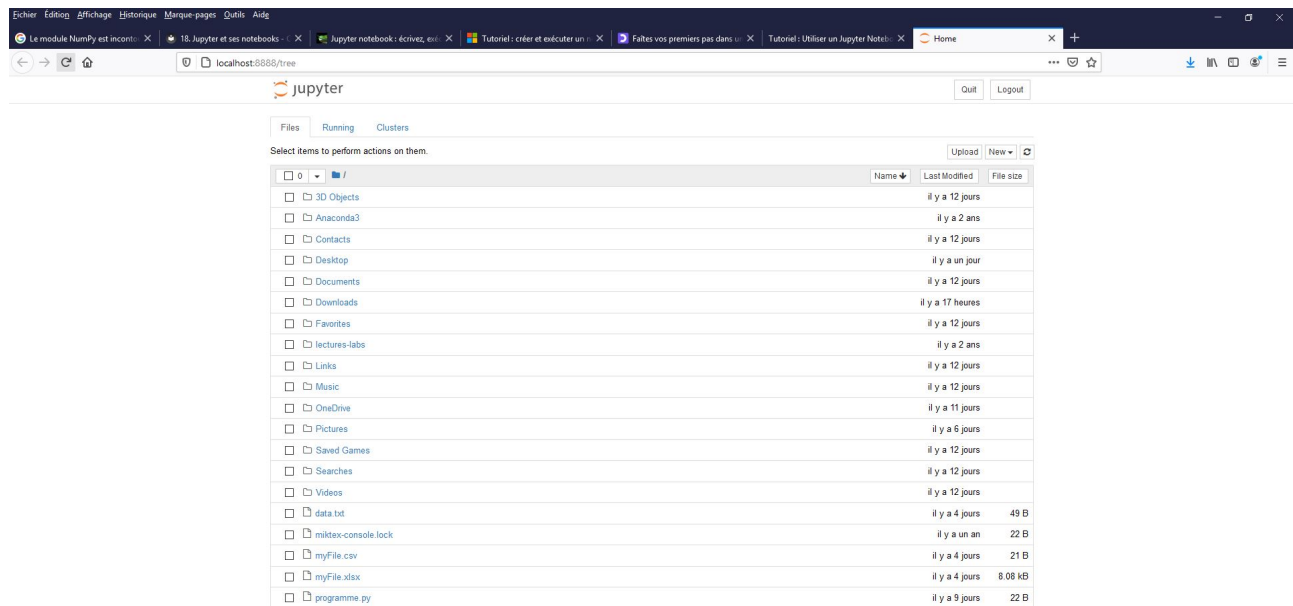 Fichier Édition Affichage Historique Marque-pages Outils Aide
Le module NumPy est inconto 18. Jupyter et ses notebooks - C Jupyter notebook : écrivez, exéc Tutoriel : créer et exécuter un n Faîtes vos premiers pas dans u Tutoriel : Utiliser un Jupyter Notebo Home
localhost:8888/tree
jupyter Quit Logout
Files Running Clusters
Select items to perform actions on them. Upload New
0 / Name Last Modified File size
3D Objects il y a 12 jours
Anaconda3 il y a 2 ans
Contacts il y a 12 jours
Desktop il y a un jour
Documents il y a 12 jours
Downloads il y a 17 heures
Favorites il y a 12 jours
lectures-labs il y a 2 ans
Links il y a 12 jours
Music il y a 12 jours
OneDrive il y a 11 jours
Pictures il y a 6 jours
Saved Games il y a 12 jours
Searches il y a 12 jours
Videos il y a 12 jours
data.txt il y a 4 jours 49 B
miktex-console.lock il y a un an 22 B
myFile.csv il y a 4 jours 21 B
myFile.xlsx il y a 4 jours 8.08 kB
programme.py il y a 9 jours 22 B